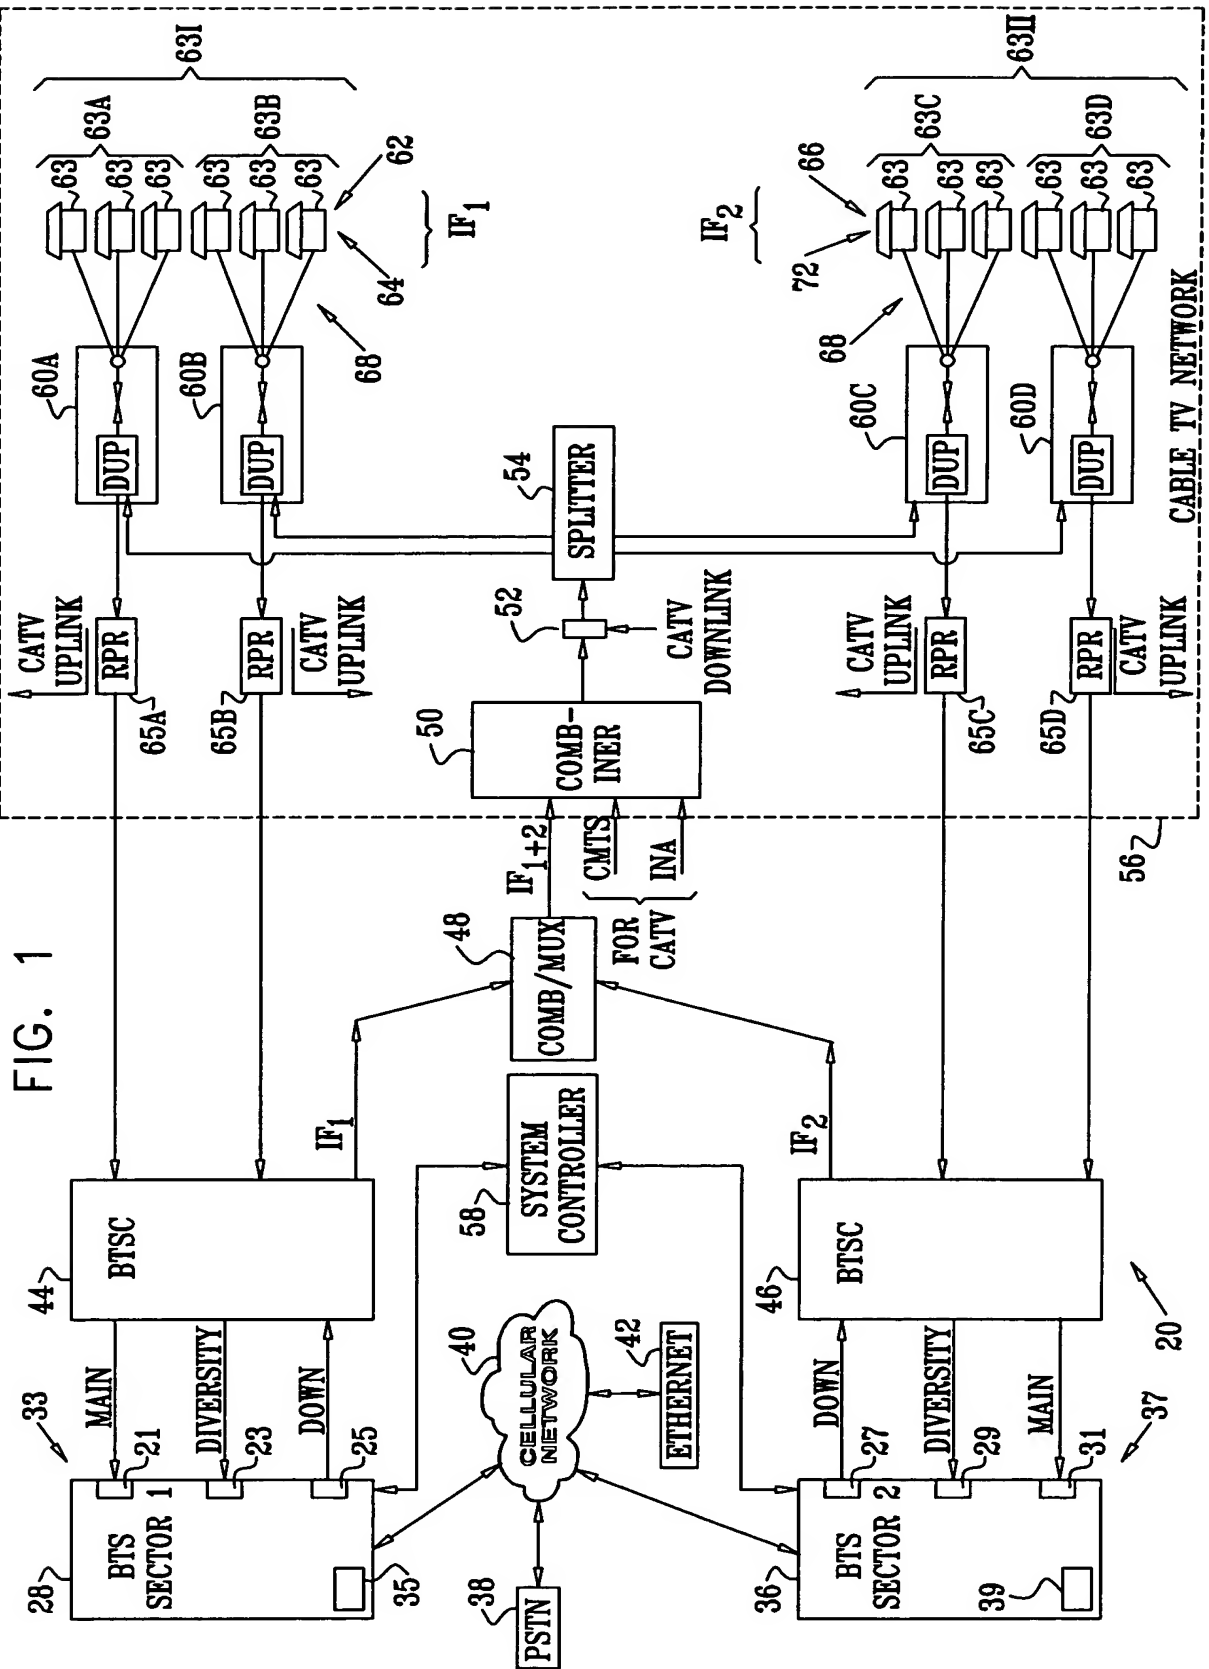 FIG. 1
33
28
BTS
SECTOR 1
35
21
23
25
MAIN
DIVERSITY
DOWN
44
BTSC
IF1
CATV
UPLINK
RPR
65A
RPR
65B
CATV
UPLINK
60A
DUP
60B
DUP
63
63
63
63
63
63
63A
63B
63I
62
64
68
IF1
PSTN
38
CELLULAR
NETWORK
40
ETHERNET
42
SYSTEM
CONTROLLER
58
COMB/MUX
48
IF1+2
CMTS
INA
FOR
CATV
COMB-
INER
50
52
CATV
DOWNLINK
SPLITTER
54
IF2
36
BTS
SECTOR 2
39
27
29
31
37
DOWN
DIVERSITY
MAIN
46
BTSC
20
IF2
CATV
UPLINK
RPR
65C
RPR
65D
CATV
UPLINK
60C
DUP
60D
DUP
68
72
66
63
63
63
63
63
63
63C
63D
63II
56
CABLE TV NETWORK